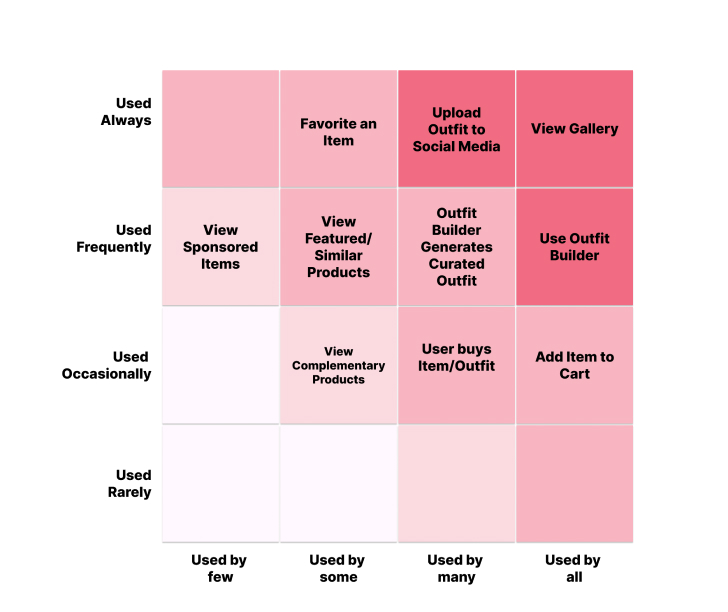 Used
Always
Favorite an
Item
Upload
Outfit to
Social Media
View Gallery
Used
Frequently
View
Sponsored
Items
View
Featured/
Similar
Products
Outfit
Builder
Generates
Curated
Outfit
Use Outfit
Builder
Used
Occasionally
View
Complementary
Products
User buys
Item/Outfit
Add Item to
Cart
Used
Rarely
Used by
few
Used by
some
Used by
many
Used by
all